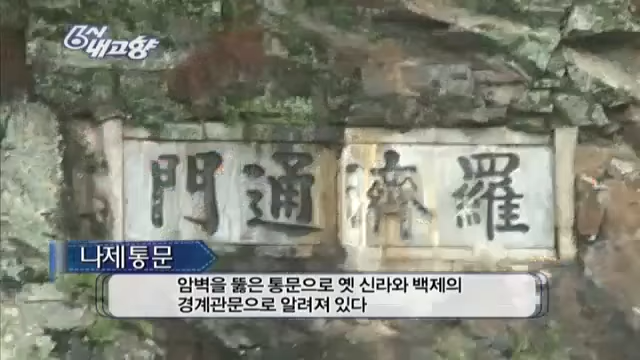 6시내고향
門通濟羅
나제통문
암벽을 뚫은 통문으로 옛 신라와 백제의
경계관문으로 알려져 있다